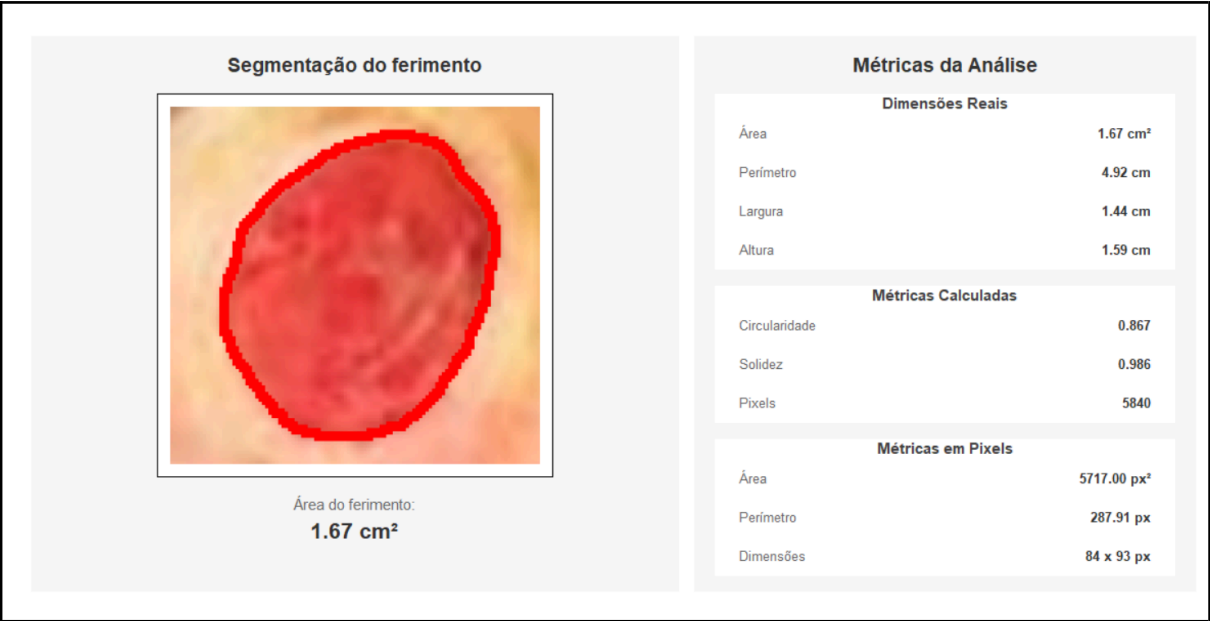 Segmentação do ferimento
Área do ferimento:
1.67 cm²
Métricas da Análise
Dimensões Reais
Área 1.67 cm²
Perímetro 4.92 cm
Largura 1.44 cm
Altura 1.59 cm
Métricas Calculadas
Circularidade 0.867
Solidez 0.986
Pixels 5840
Métricas em Pixels
Área 5717.00 px²
Perímetro 287.91 px
Dimensões 84 x 93 px